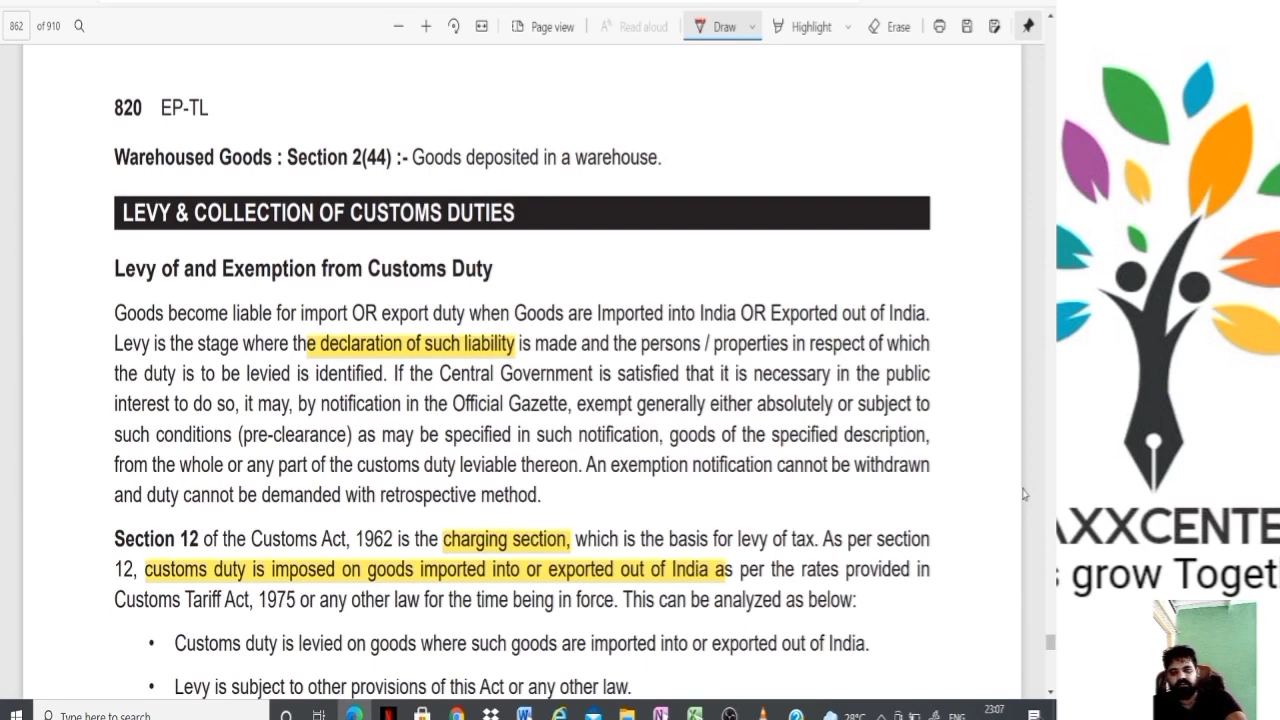 862 of 910 Page view Read aloud Draw Highlight Erase
820 EP-TL
Warehoused Goods : Section 2(44) :- Goods deposited in a warehouse.
LEVY & COLLECTION OF CUSTOMS DUTIES
Levy of and Exemption from Customs Duty
Goods become liable for import OR export duty when Goods are Imported into India OR Exported out of India.
Levy is the stage where the declaration of such liability is made and the persons / properties in respect of which
the duty is to be levied is identified. If the Central Government is satisfied that it is necessary in the public
interest to do so, it may, by notification in the Official Gazette, exempt generally either absolutely or subject to
such conditions (pre-clearance) as may be specified in such notification, goods of the specified description,
from the whole or any part of the customs duty leviable thereon. An exemption notification cannot be withdrawn
and duty cannot be demanded with retrospective method.
Section 12 of the Customs Act, 1962 is the charging section, which is the basis for levy of tax. As per section
12, customs duty is imposed on goods imported into or exported out of India as per the rates provided in
Customs Tariff Act, 1975 or any other law for the time being in force. This can be analyzed as below:
• Customs duty is levied on goods where such goods are imported into or exported out of India.
• Levy is subject to other provisions of this Act or any other law.
AXXCENTE
s grow Togeth
Type here to search 28°C ENG 23:07